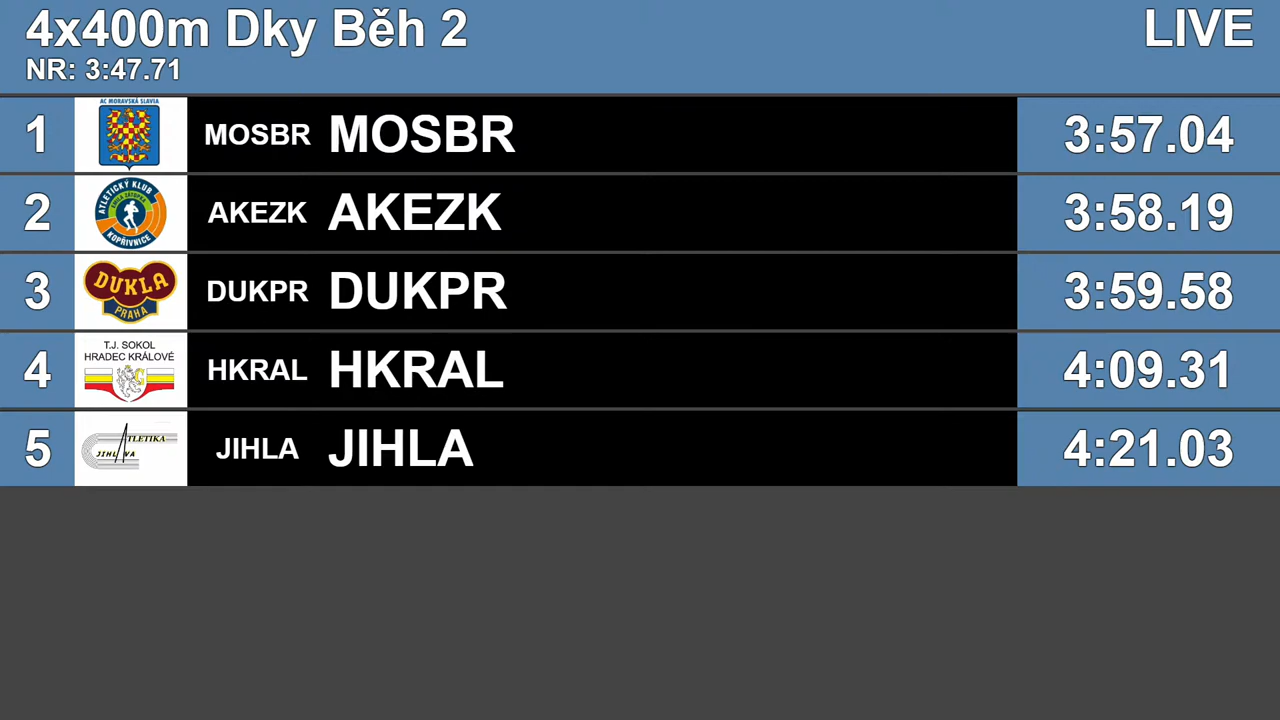 4x400m Dky Běh 2
LIVE
NR: 3:47.71
1 AC MORAVSKÁ SLAVIA MOSBR MOSBR 3:57.04
2 ATLETICKÝ KLUB EMILA ZÁTOPKA KOPŘIVNICE AKEZK AKEZK 3:58.19
3 DUKLA PRAHA DUKPR DUKPR 3:59.58
4 T.J. SOKOL HRADEC KRÁLOVÉ HKRAL HKRAL 4:09.31
5 ATLETIKA JIHLAVA JIHLA JIHLA 4:21.03